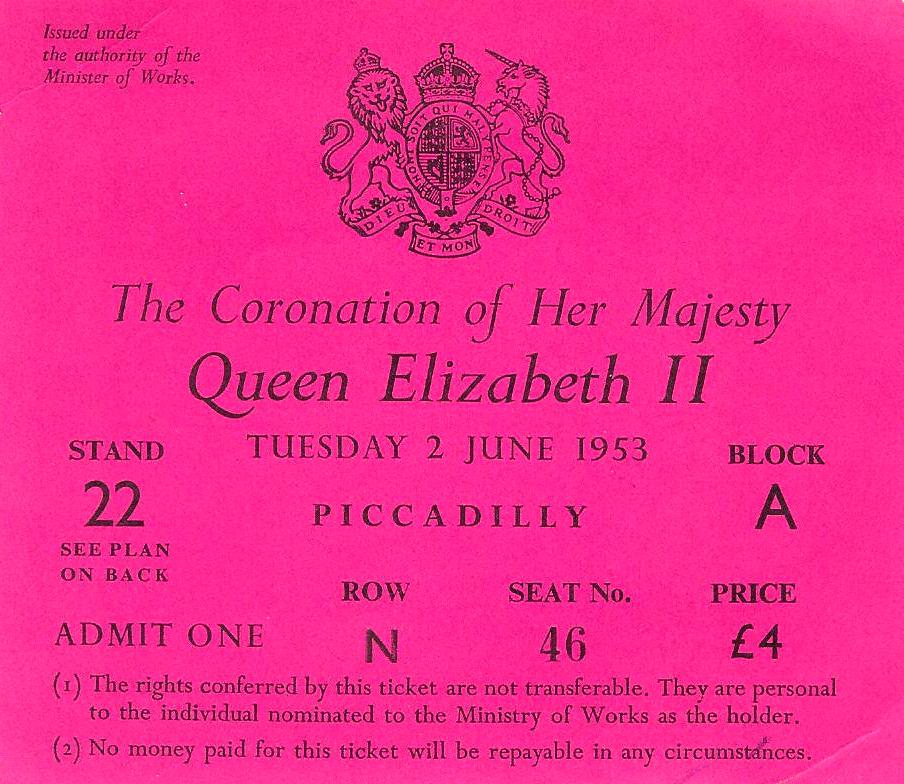 Issued under
the authority of the
Minister of Works.
HONI SOIT QUI MAL Y PENSE
DIEU ET MON DROIT
The Coronation of Her Majesty
Queen Elizabeth II
TUESDAY 2 JUNE 1953
STAND
22
SEE PLAN
ON BACK
PICCADILLY
BLOCK
A
ADMIT ONE
ROW
N
SEAT No.
46
PRICE
£4
(1) The rights conferred by this ticket are not transferable. They are personal
to the individual nominated to the Ministry of Works as the holder.
(2) No money paid for this ticket will be repayable in any circumstances.